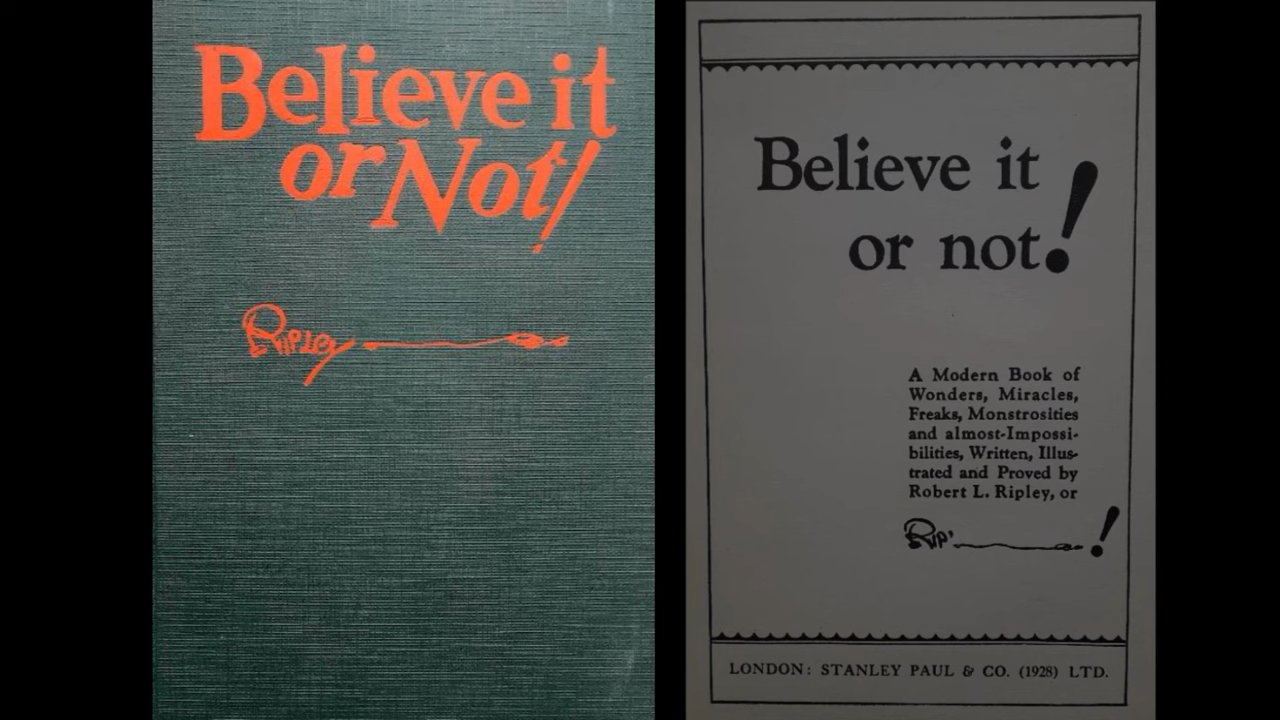 Believe it
or Not!
Ripley
Believe it
or not!
A Modern Book of
Wonders, Miracles,
Freaks, Monstrosities
and almost-Impossi-
bilities, Written, Illus-
trated and Proved by
Robert L. Ripley, or
Rip' !
LONDON: STANLEY PAUL & CO. (1928) LTD.